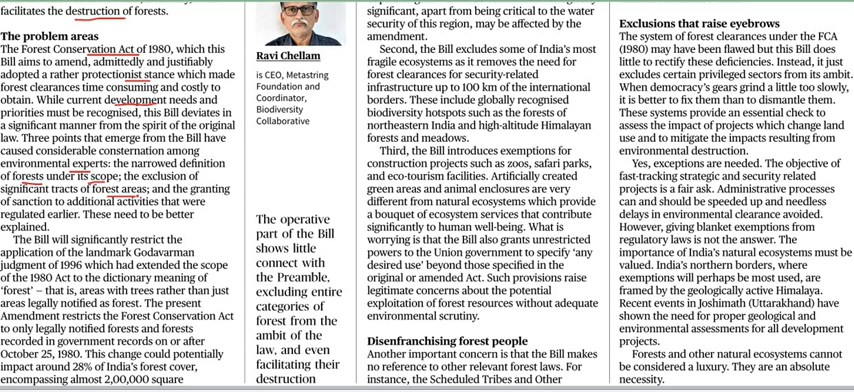 facilitates the destruction of forests.
The problem areas
The Forest Conservation Act of 1980, which this
Bill aims to amend, admittedly and justifiably
adopted a rather protectionist stance which made
forest clearances time consuming and costly to
obtain. While current development needs and
priorities must be recognised, this Bill deviates in
a significant manner from the spirit of the original
law. Three points that emerge from the Bill have
caused considerable consternation among
environmental experts: the narrowed definition
of forests under its scope; the exclusion of
significant tracts of forest areas; and the granting
of sanction to additional activities that were
regulated earlier. These need to be better
explained.
The Bill will significantly restrict the
application of the landmark Godavarman
judgment of 1996 which had extended the scope
of the 1980 Act to the dictionary meaning of
‘forest’ — that is, areas with trees rather than just
areas legally notified as forest. The present
Amendment restricts the Forest Conservation Act
to only legally notified forests and forests
recorded in government records on or after
October 25, 1980. This change could potentially
impact around 28% of India’s forest cover,
encompassing almost 2,00,000 square
Ravi Chellam
is CEO, Metastring
Foundation and
Coordinator,
Biodiversity
Collaborative
The operative
part of the Bill
shows little
connect with
the Preamble,
excluding entire
categories of
forest from the
ambit of the
law, and even
facilitating their
destruction
significant, apart from being critical to the water
security of this region, may be affected by the
amendment.
Second, the Bill excludes some of India’s most
fragile ecosystems as it removes the need for
forest clearances for security-related
infrastructure up to 100 km of the international
borders. These include globally recognised
biodiversity hotspots such as the forests of
northeastern India and high-altitude Himalayan
forests and meadows.
Third, the Bill introduces exemptions for
construction projects such as zoos, safari parks,
and eco-tourism facilities. Artificially created
green areas and animal enclosures are very
different from natural ecosystems which provide
a bouquet of ecosystem services that contribute
significantly to human well-being. What is
worrying is that the Bill also grants unrestricted
powers to the Union government to specify ‘any
desired use’ beyond those specified in the
original or amended Act. Such provisions raise
legitimate concerns about the potential
exploitation of forest resources without adequate
environmental scrutiny.
Disenfranchising forest people
Another important concern is that the Bill makes
no reference to other relevant forest laws. For
instance, the Scheduled Tribes and Other
Exclusions that raise eyebrows
The system of forest clearances under the FCA
(1980) may have been flawed but this Bill does
little to rectify these deficiencies. Instead, it just
excludes certain privileged sectors from its ambit.
When democracy’s gears grind a little too slowly,
it is better to fix them than to dismantle them.
These systems provide an essential check to
assess the impact of projects which change land
use and to mitigate the impacts resulting from
environmental destruction.
Yes, exceptions are needed. The objective of
fast-tracking strategic and security related
projects is a fair ask. Administrative processes
can and should be speeded up and needless
delays in environmental clearance avoided.
However, giving blanket exemptions from
regulatory laws is not the answer. The
importance of India’s natural ecosystems must be
valued. India’s northern borders, where
exemptions will perhaps be most used, are
framed by the geologically active Himalaya.
Recent events in Joshimath (Uttarakhand) have
shown the need for proper geological and
environmental assessments for all development
projects.
Forests and other natural ecosystems cannot
be considered a luxury. They are an absolute
necessity.